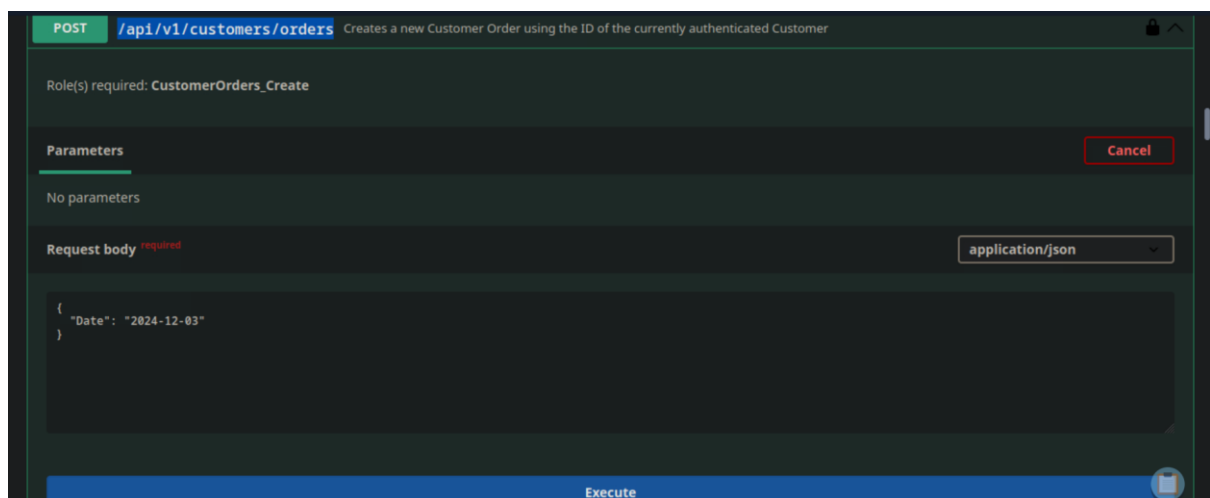 POST /api/v1/customers/orders Creates a new Customer Order using the ID of the currently authenticated Customer
Role(s) required: CustomerOrders_Create
Parameters
Cancel
No parameters
Request body required
application/json
{
"Date": "2024-12-03"
}
Execute